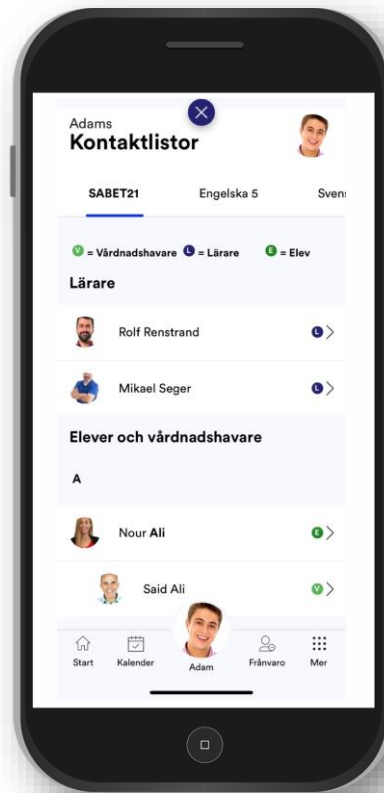 Adams
Kontaktlistor
SABET21 Engelska 5 Svens
V = Vårdnadshavare L = Lärare E = Elev
Lärare
Rolf Renstrand L
Mikael Seger L
Elever och vårdnadshavare
A
Nour Ali E
Said Ali V
Start Kalender Adam Frånvaro Mer